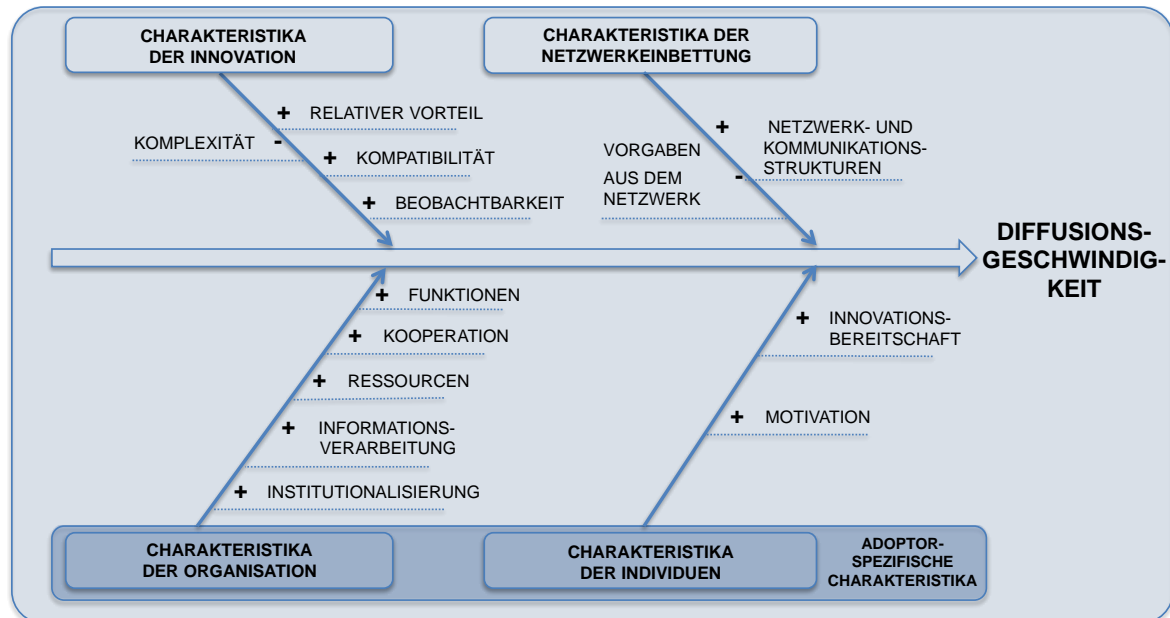 CHARAKTERISTIKA
DER INNOVATION
CHARAKTERISTIKA DER
NETZWERKEINBETTUNG
+ RELATIVER VORTEIL
KOMPLEXITÄT -
+ KOMPATIBILITÄT
+ BEOBACHTBARKEIT
+ NETZWERK- UND
KOMMUNIKATIONS-
STRUKTUREN
VORGABEN
AUS DEM -
NETZWERK
DIFFUSIONS-
GESCHWINDIG-
KEIT
+ FUNKTIONEN
+ KOOPERATION
+ RESSOURCEN
+ INFORMATIONS-
VERARBEITUNG
+ INSTITUTIONALISIERUNG
+ INNOVATIONS-
BEREITSCHAFT
+ MOTIVATION
CHARAKTERISTIKA
DER ORGANISATION
CHARAKTERISTIKA
DER INDIVIDUEN
ADOPTOR-
SPEZIFISCHE
CHARAKTERISTIKA